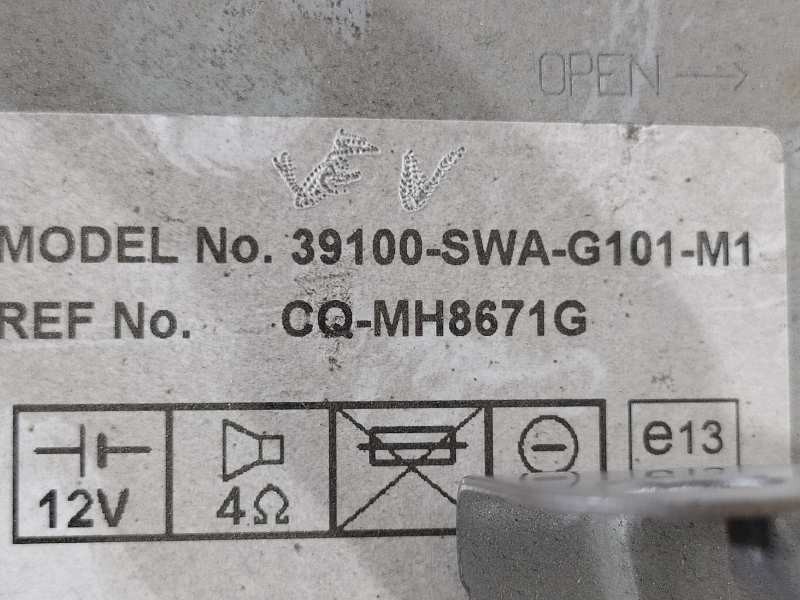 OPEN →
MODEL No. 39100-SWA-G101-M1
REF No. CQ-MH8671G
12V
4Ω
e13